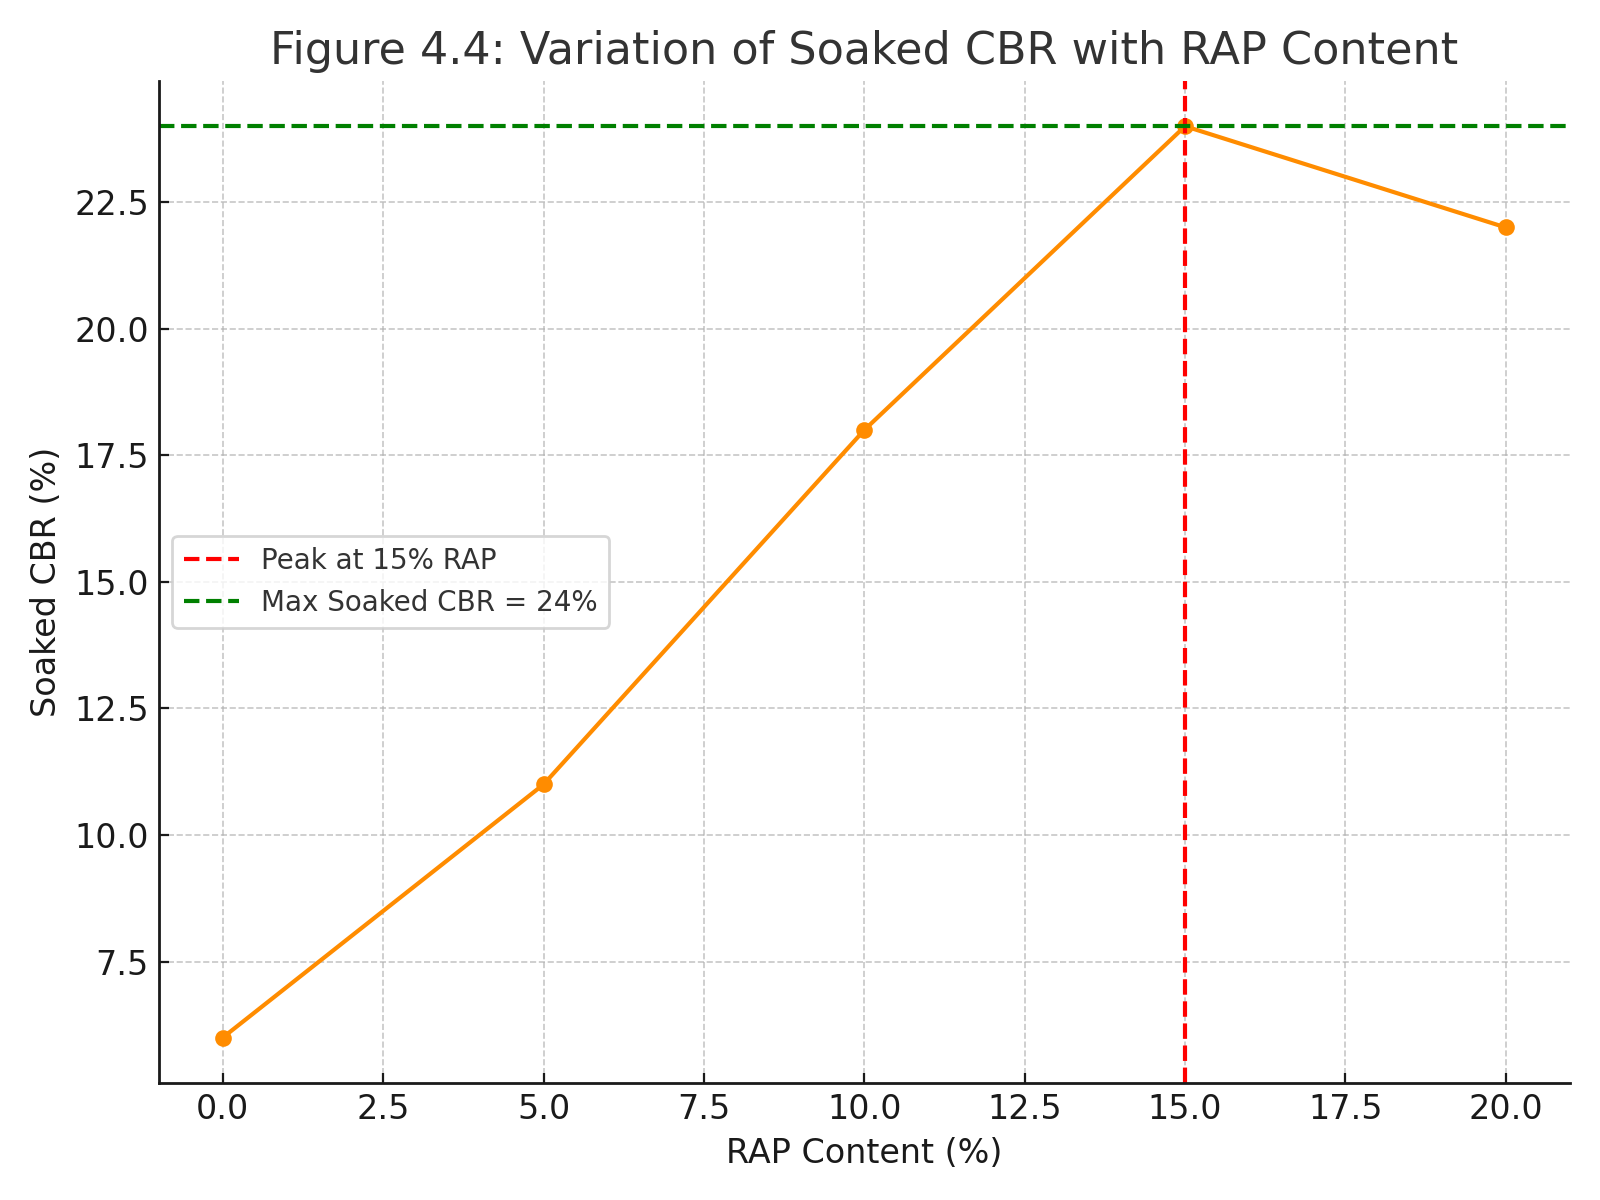 Figure 4.4: Variation of Soaked CBR with RAP Content
Soaked CBR (%)
22.5
20.0
17.5
15.0
12.5
10.0
7.5
Peak at 15% RAP
Max Soaked CBR = 24%
0.0 2.5 5.0 7.5 10.0 12.5 15.0 17.5 20.0
RAP Content (%)